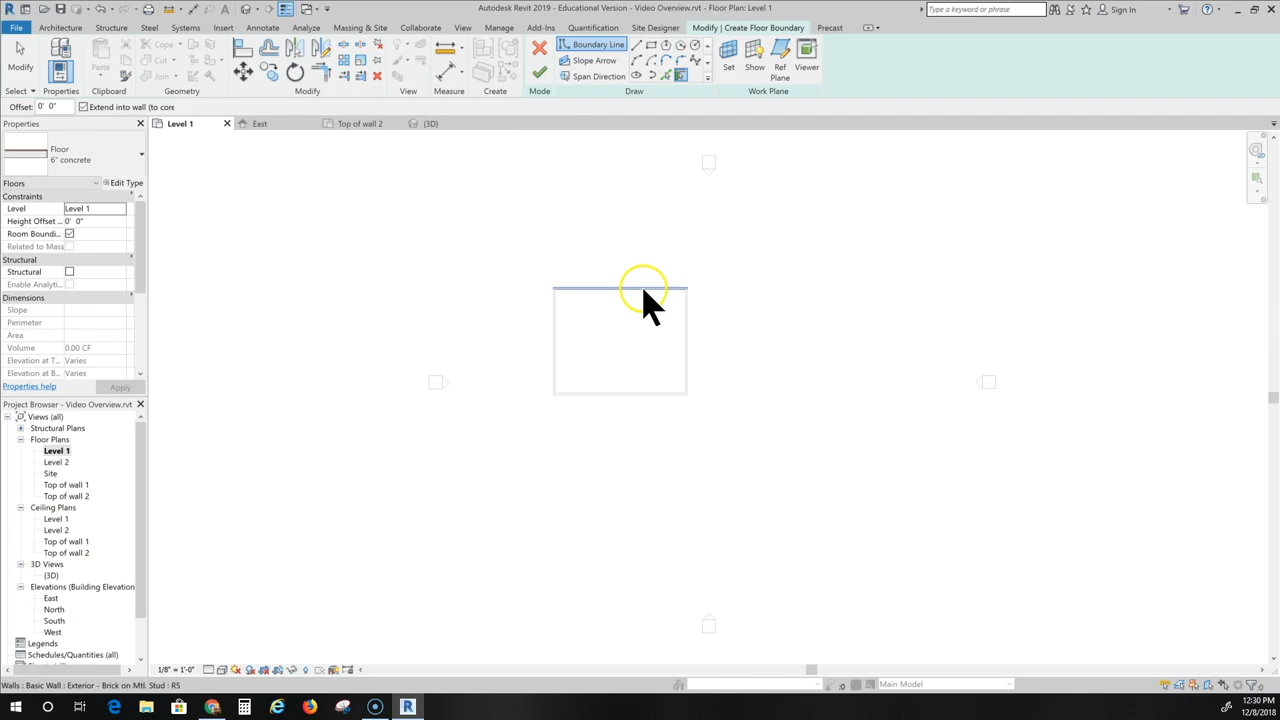 Autodesk Revit 2019 - Educational Version - Video Overview.rvt - Floor Plan: Level 1
Type a keyword or phrase
Sign In
File
Architecture
Structure
Steel
Systems
Insert
Annotate
Analyze
Massing & Site
Collaborate
View
Manage
Add-Ins
Quantification
Site Designer
Modify | Create Floor Boundary
Precast
Modify
Paste
Cope
Cut
Join
Boundary Line
Slope Arrow
Span Direction
Set
Show
Ref
Plane
Viewer
Select
Properties
Clipboard
Geometry
Modify
View
Measure
Create
Mode
Draw
Work Plane
Offset: 0' 0"
Extend into wall (to core
Properties
Level 1
East
Top of wall 2
{3D}
Floor
6" concrete
Floors
Edit Type
Constraints
Level Level 1
Height Offset ... 0' 0"
Room Boundi...
Related to Mass
Structural
Structural
Enable Analyti...
Dimensions
Slope
Perimeter
Area
Volume 0.00 CF
Elevation at T... Varies
Elevation at B... Varies
Properties help
Apply
Project Browser - Video Overview.rvt
Views (all)
Structural Plans
Floor Plans
Level 1
Level 2
Site
Top of wall 1
Top of wall 2
Ceiling Plans
Level 1
Level 2
Top of wall 1
Top of wall 2
3D Views
{3D}
Elevations (Building Elevation
East
North
South
West
Legends
Schedules/Quantities (all)
1/8" = 1'-0"
Walls : Basic Wall : Exterior - Brick on Mtl. Stud : R5
:0
Main Model
:0
12:30 PM
12/8/2018